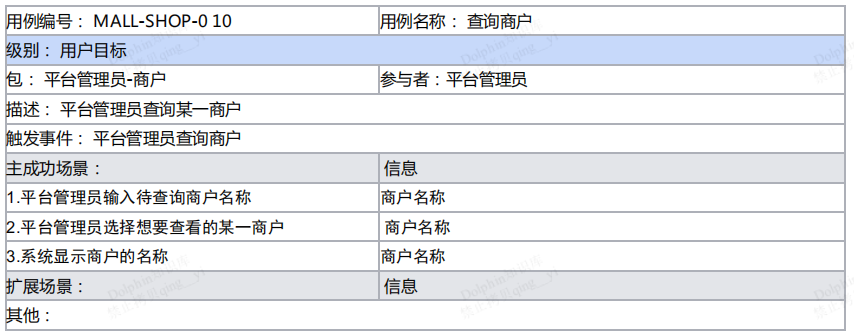 用例编号： MALL-SHOP-0 10 用例名称： 查询商户
级别： 用户目标
包： 平台管理员-商户 参与者：平台管理员
描述： 平台管理员查询某一商户
触发事件： 平台管理员查询商户
主成功场景： 信息
1.平台管理员输入待查询商户名称 商户名称
2.平台管理员选择想要查看的某一商户 商户名称
3.系统显示商户的名称 商户名称
扩展场景： 信息
其他：